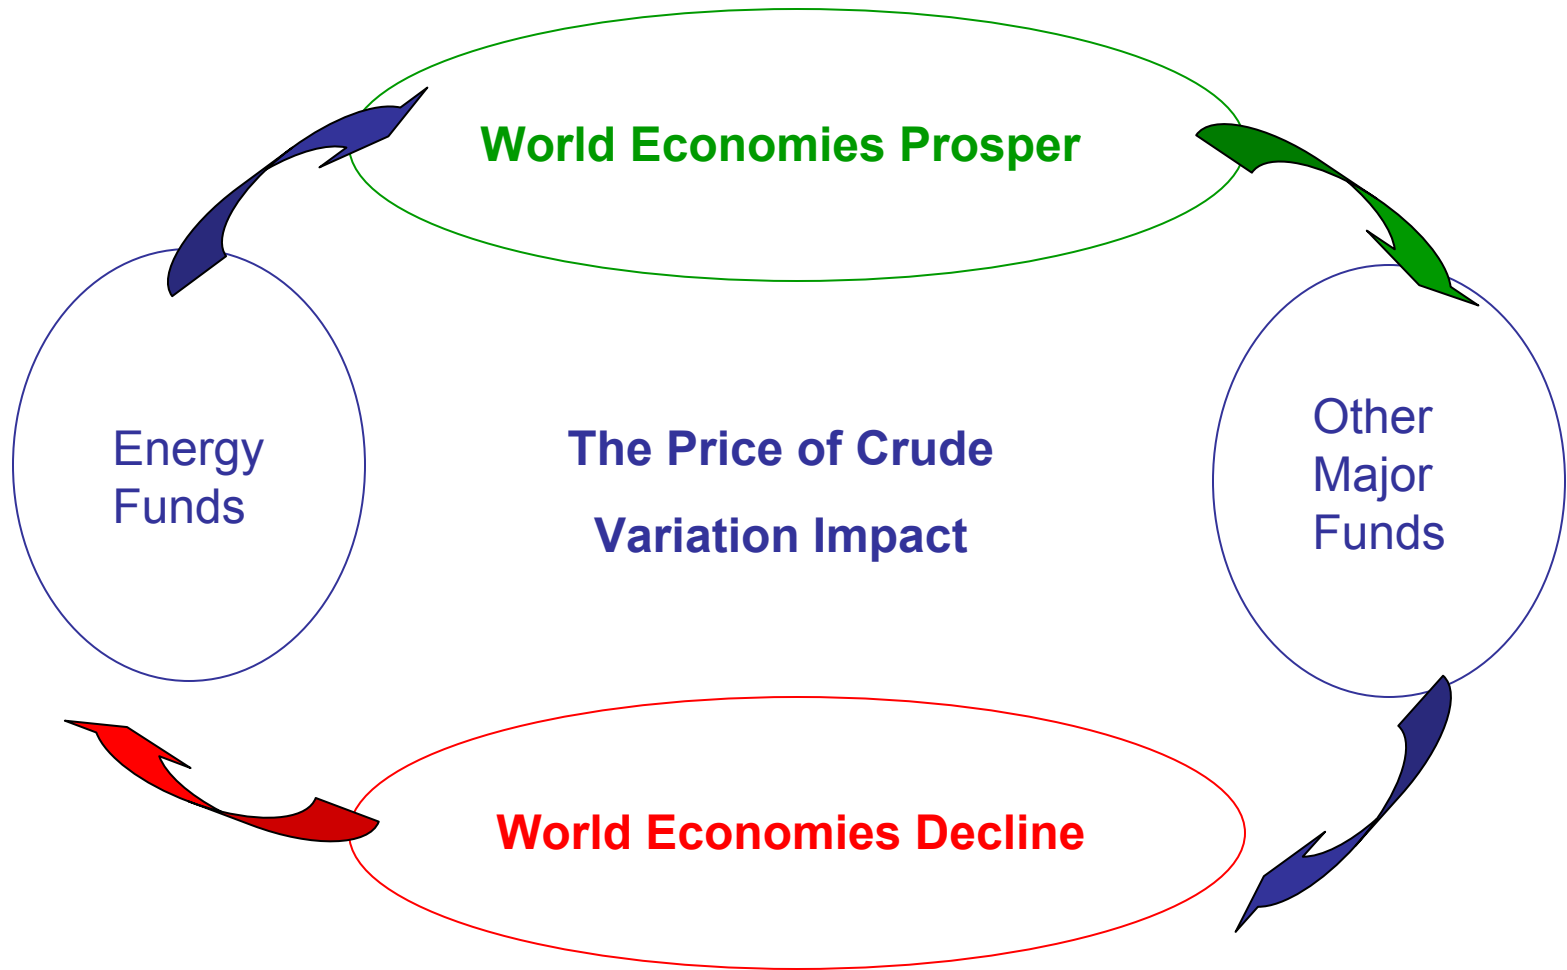 World Economies Prosper
Energy
Funds
The Price of Crude
Variation Impact
Other
Major
Funds
World Economies Decline